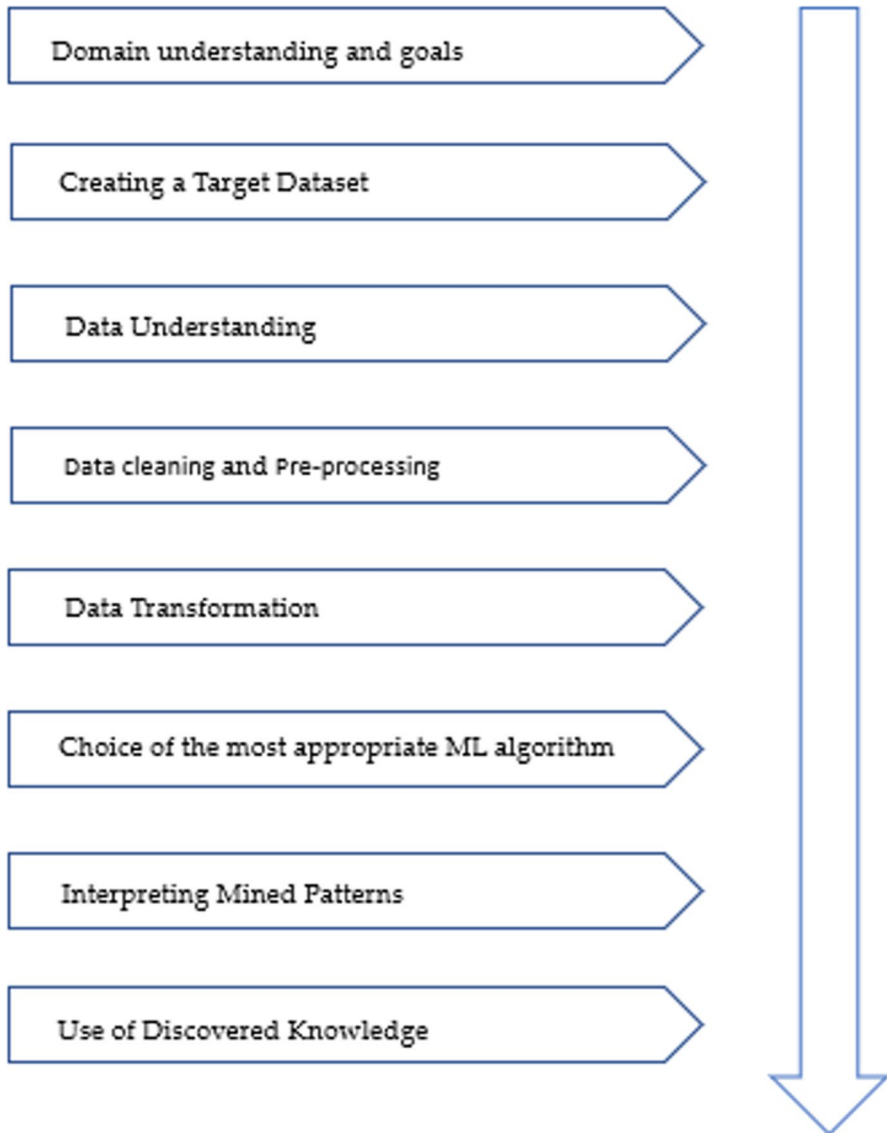 Domain understanding and goals
Creating a Target Dataset
Data Understanding
Data cleaning and Pre-processing
Data Transformation
Choice of the most appropriate ML algorithm
Interpreting Mined Patterns
Use of Discovered Knowledge